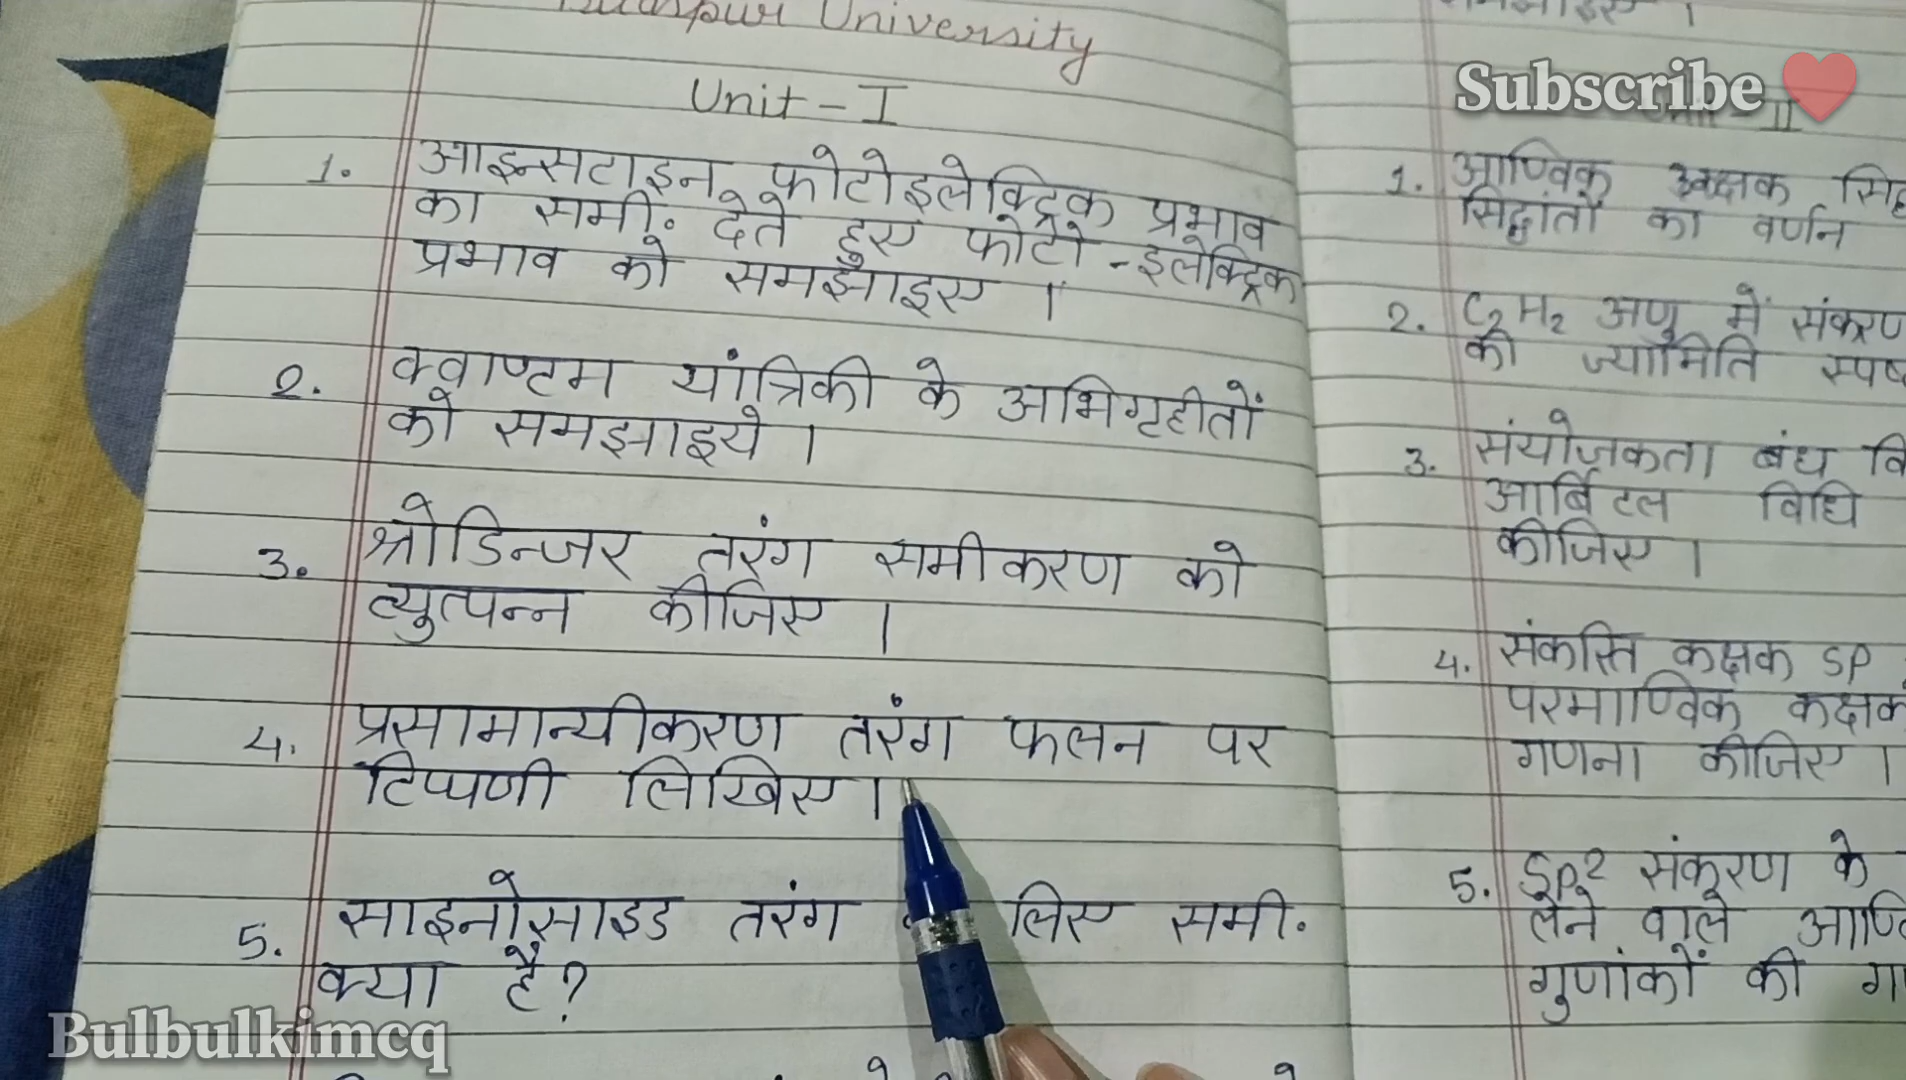 University
Unit - I
1. आइन्सटाइन फोटोइलेक्ट्रिक प्रभाव
का समी. देते हुए फोटो-इलेक्ट्रिक
प्रभाव को समझाइए ।
2. क्वाण्टम यांत्रिकी के अभिगृहीतों
को समझाइये ।
3. श्रोडिन्जर तरंग समीकरण को
व्युत्पन्न कीजिए ।
4. प्रसामान्यीकरण तरंग फलन पर
टिप्पणी लिखिए ।
5. साइनोसाइड तरंग लिए समी.
क्या है?
Subscribe
II
1. आण्विक कक्षक
सिद्वांतों का वर्णन
2. C2H2 अणु में संकरण
की ज्यामिति
3. संयोजकता बंध
आर्बिटल विधि
कीजिए ।
4. कक्षक SP
परमाण्विक कक्षक
गणना कीजिए ।
5. SP2 संकरण के
लेने वाले
गुणांकों की
Bulbulkimcq